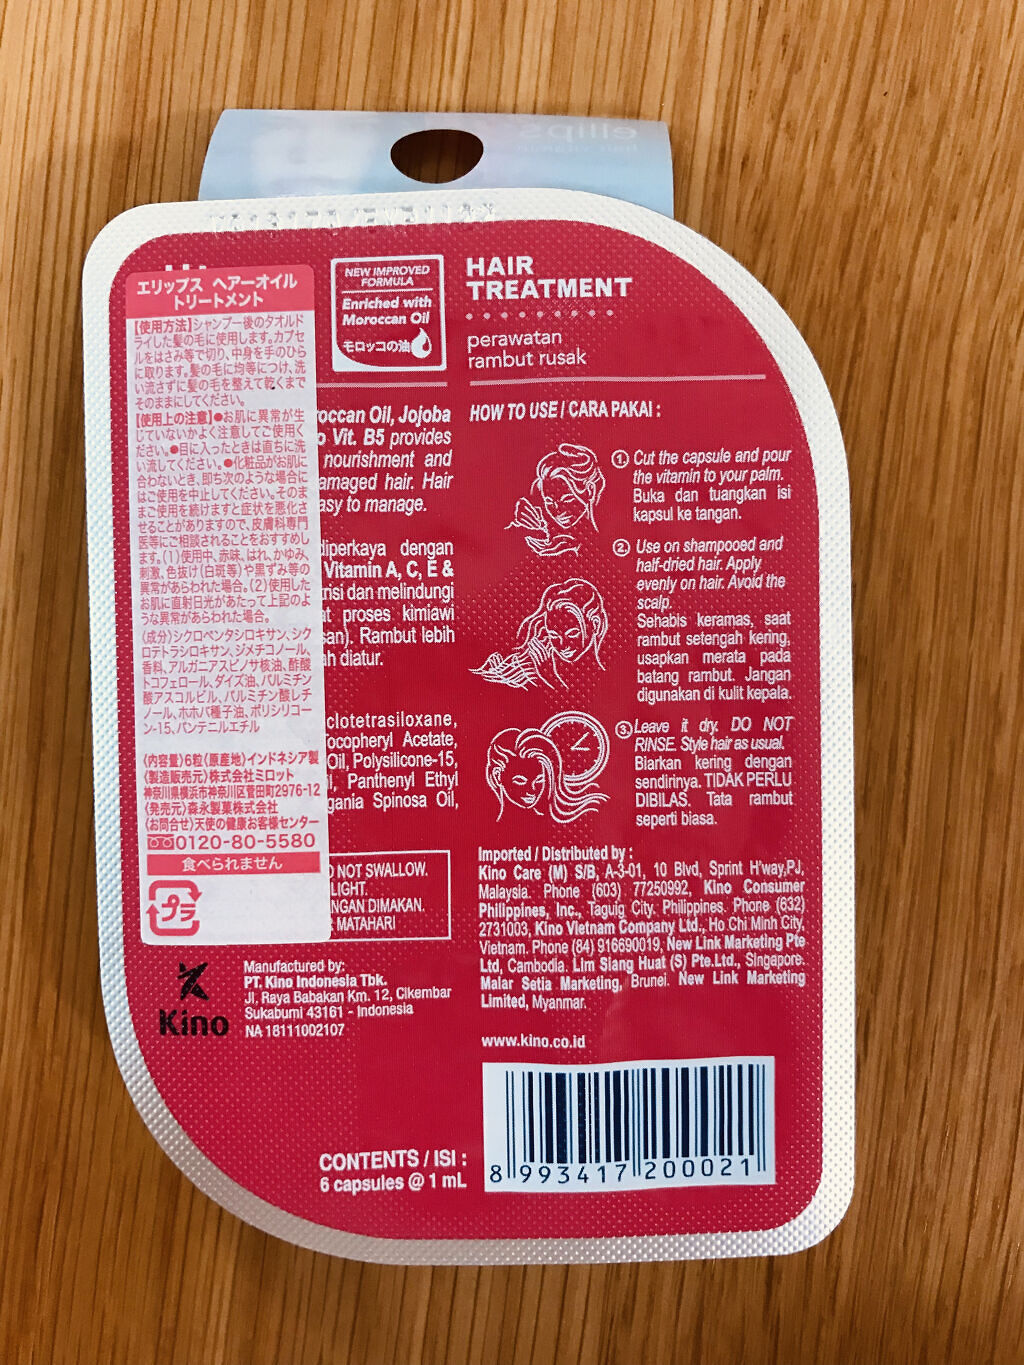 エリップス ヘアーオイル
トリートメント
【使用方法】シャンプー後のタオルド
ライした髪の毛に使用します。カプセ
ルをはさみ等で切り、中身を手のひら
に取ります。髪の毛に均等につけ、洗
い流さずに髪の毛を整えて乾くまで
そのままにしてください。
【使用上の注意】●お肌に異常が生
じていないかよく注意してご使用く
ださい。●目に入ったときは直ちに洗
い流してください。●化粧品がお肌に
合わないとき、即ち次のような場合に
はご使用を中止してください。そのま
まご使用を続けますと症状を悪化さ
せることがありますので、皮膚科専門
医等にご相談されることをおすすめし
ます。(1)使用中、赤味、はれ、かゆみ、
刺激、色抜け(白斑等)や黒ずみ等の
異常があらわれた場合。(2)使用した
お肌に直射日光があたって上記のよ
うな異常があらわれた場合。
〈成分〉シクロペンタシロキサン、シク
ロテトラシロキサン、ジメチコノール、
香料、アルガニアスピノサ核油、酢酸
トコフェロール、ダイズ油、パルミチン
酸アスコルビル、パルミチン酸レチ
ノール、ホホバ種子油、ポリシリコー
ン-15、パンテニルエチル
〈内容量〉6粒〈原産地〉インドネシア製
〈製造販売元〉株式会社ミロット
神奈川県横浜市神奈川区菅田町2976-12
〈発売元〉森永製菓株式会社
〈お問合せ〉天使の健康お客様センター
0120-80-5580
食べられません
プラ
NEW IMPROVED
FORMULA
Enriched with
Moroccan Oil
モロッコの油
roccan Oil, Jojoba
o Vit. B5 provides
nourishment and
amaged hair. Hair
asy to manage.
diperkaya dengan
Vitamin A, C, E &
risi dan melindungi
at proses kimiawi
san). Rambut lebih
ah diatur.
clotetrasiloxane,
ocopheryl Acetate,
Oil, Polysilicone-15,
l, Panthenyl Ethyl
gania Spinosa Oil,
O NOT SWALLOW.
LIGHT.
NGAN DIMAKAN.
MATAHARI
Kino
Manufactured by:
PT. Kino Indonesia Tbk.
Jl, Raya Babakan Km. 12, Cikembar
Sukabumi 43161 - Indonesia
NA 18111002107
CONTENTS / ISI :
6 capsules @ 1 mL
HAIR
TREATMENT
perawatan
rambut rusak
HOW TO USE / CARA PAKAI :
1. Cut the capsule and pour
the vitamin to your palm.
Buka dan tuangkan isi
kapsul ke tangan.
2. Use on shampooed and
half-dried hair. Apply
evenly on hair. Avoid the
scalp.
Sehabis keramas, saat
rambut setengah kering,
usapkan merata pada
batang rambut. Jangan
digunakan di kulit kepala.
3. Leave it dry. DO NOT
RINSE. Style hair as usual.
Biarkan kering dengan
sendirinya. TIDAK PERLU
DIBILAS. Tata rambut
seperti biasa.
Imported / Distributed by :
Kino Care (M) S/B, A-3-01, 10 Blvd, Sprint H'way,PJ,
Malaysia. Phone (603) 77250992, Kino Consumer
Philippines, Inc., Taguig City. Philippines. Phone (632)
2731003, Kino Vietnam Company Ltd., Ho Chi Minh City,
Vietnam. Phone (84) 916690019, New Link Marketing Pte
Ltd, Cambodia. Lim Siang Huat (S) Pte.Ltd., Singapore.
Malar Setia Marketing, Brunei. New Link Marketing
Limited, Myanmar.
www.kino.co.id
8 993417 200021